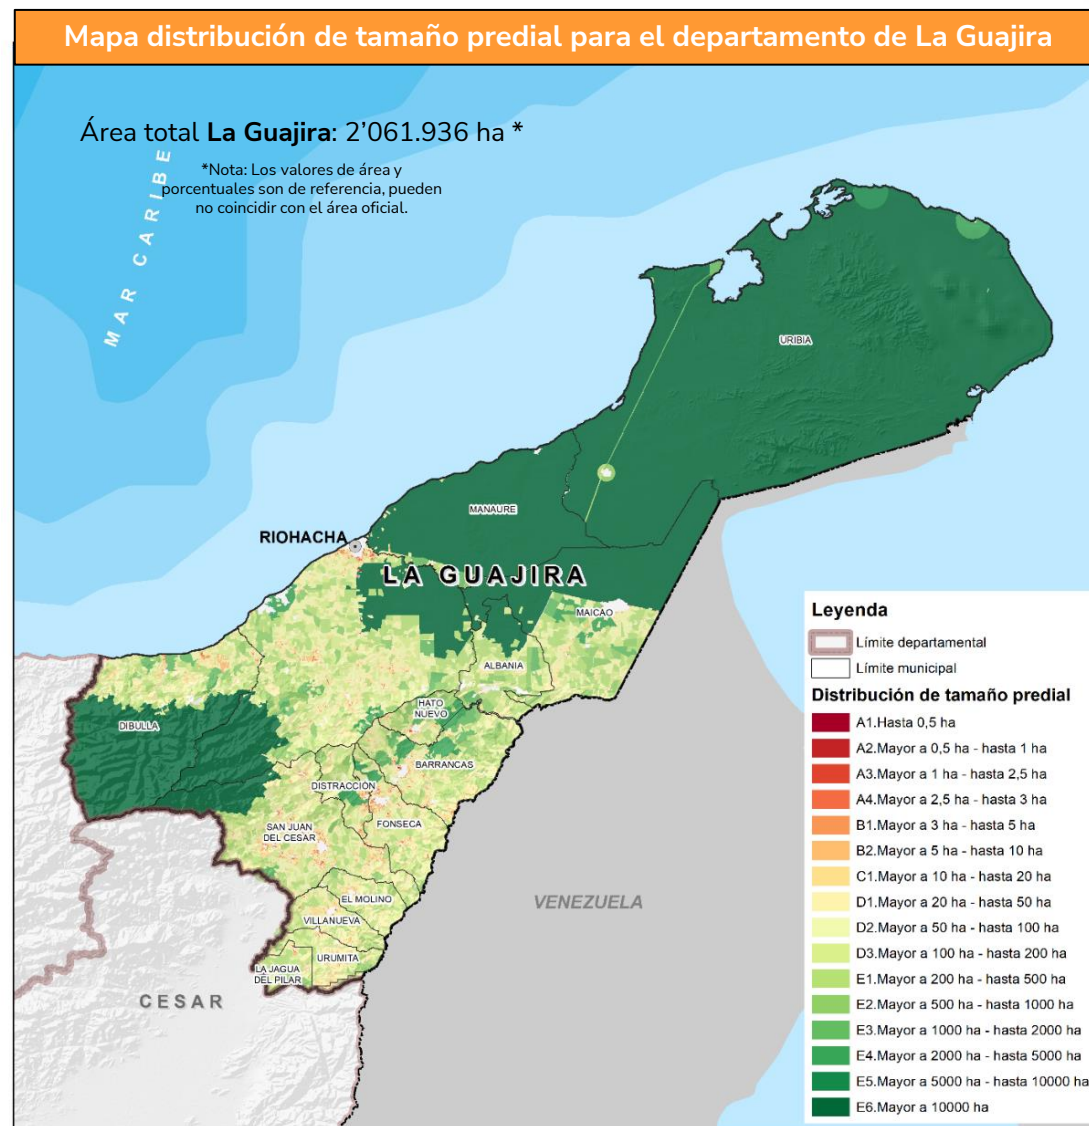 Mapa distribución de tamaño predial para el departamento de La Guajira
Área total La Guajira: 2’061.936 ha *
*Nota: Los valores de área y
porcentuales son de referencia, pueden
no coincidir con el área oficial.
MAR CARIBE
URIBIA
MANAURE
RIOHACHA
LA GUAJIRA
MAICAO
ALBANIA
HATO
NUEVO
DIBULLA
BARRANCAS
DISTRACCIÓN
SAN JUAN
DEL CESAR
FONSECA
EL MOLINO
VILLANUEVA
URUMITA
LA JAGUA
DEL PILAR
VENEZUELA
CESAR
Leyenda
Límite departamental
Límite municipal
Distribución de tamaño predial
A1.Hasta 0,5 ha
A2.Mayor a 0,5 ha - hasta 1 ha
A3.Mayor a 1 ha - hasta 2,5 ha
A4.Mayor a 2,5 ha - hasta 3 ha
B1.Mayor a 3 ha - hasta 5 ha
B2.Mayor a 5 ha - hasta 10 ha
C1.Mayor a 10 ha - hasta 20 ha
D1.Mayor a 20 ha - hasta 50 ha
D2.Mayor a 50 ha - hasta 100 ha
D3.Mayor a 100 ha - hasta 200 ha
E1.Mayor a 200 ha - hasta 500 ha
E2.Mayor a 500 ha - hasta 1000 ha
E3.Mayor a 1000 ha - hasta 2000 ha
E4.Mayor a 2000 ha - hasta 5000 ha
E5.Mayor a 5000 ha - hasta 10000 ha
E6.Mayor a 10000 ha